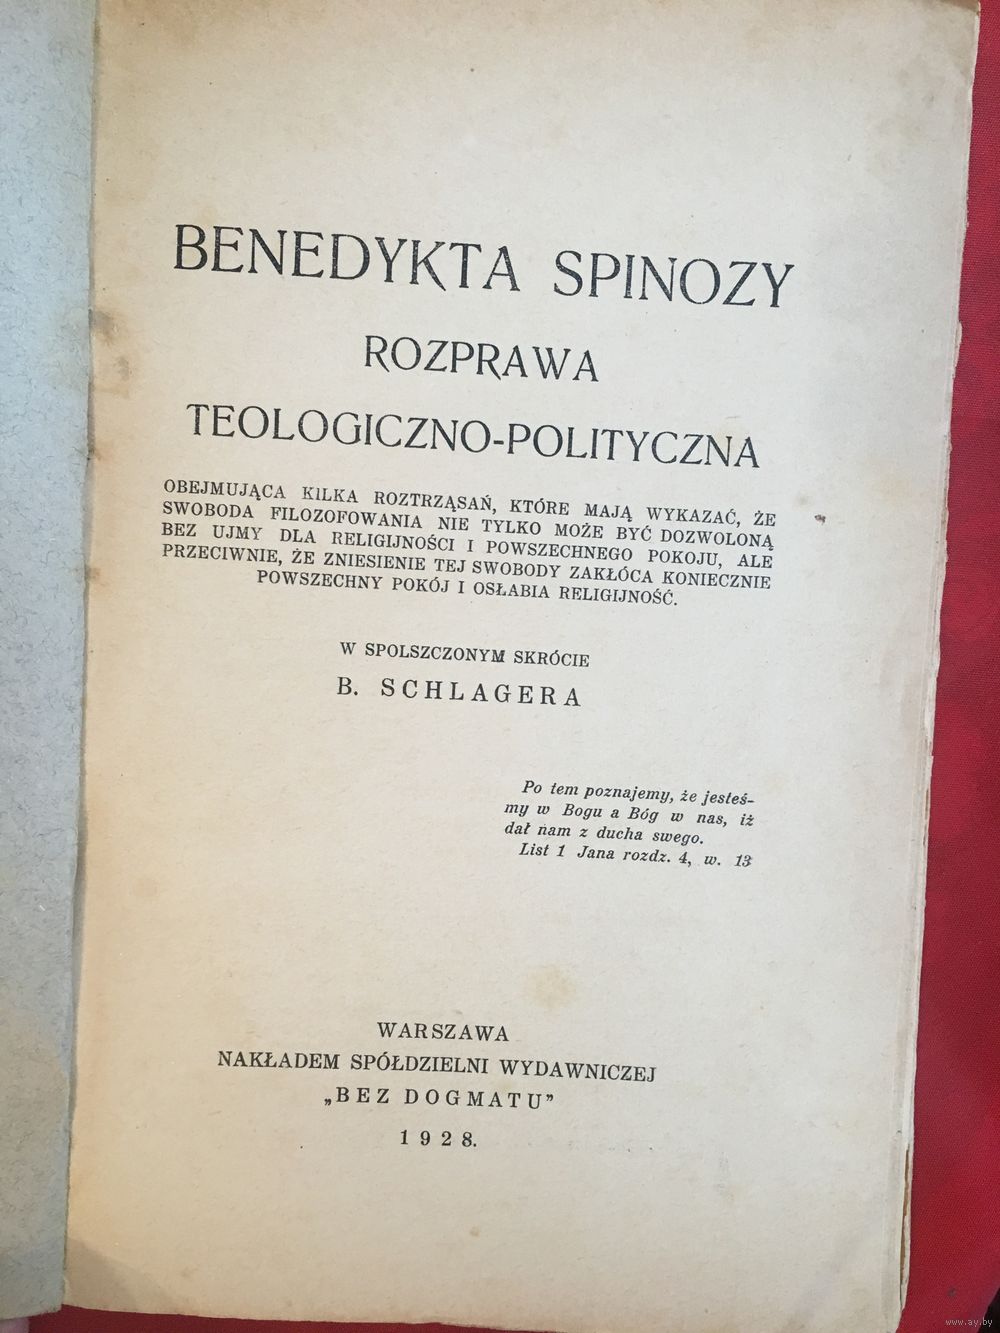 BENEDYKTA SPINOZY
ROZPRAWA
TEOLOGICZNO-POLITYCZNA
OBEJMUJĄCA KILKA ROZTRZĄSAŃ, KTÓRE MAJĄ WYKAZAĆ, ŻE
SWOBODA FILOZOFOWANIA NIE TYLKO MOŻE BYĆ DOZWOLONĄ
BEZ UJMY DLA RELIGIJNOŚCI I POWSZECHNEGO POKOJU, ALE
PRZECIWNIE, ŻE ZNIESIENIE TEJ SWOBODY ZAKŁÓCA KONIECZNIE
POWSZECHNY POKÓJ I OSŁABIA RELIGIJNOŚĆ.
W SPOLSZCZONYM SKRÓCIE
B. SCHLAGERA
Po tem poznajemy, że jesteś-
my w Bogu a Bóg w nas, iż
dał nam z ducha swego.
List 1 Jana rozdz. 4, w. 13
WARSZAWA
NAKŁADEM SPÓŁDZIELNI WYDAWNICZEJ
„BEZ DOGMATU”
1928.
www.ay.by